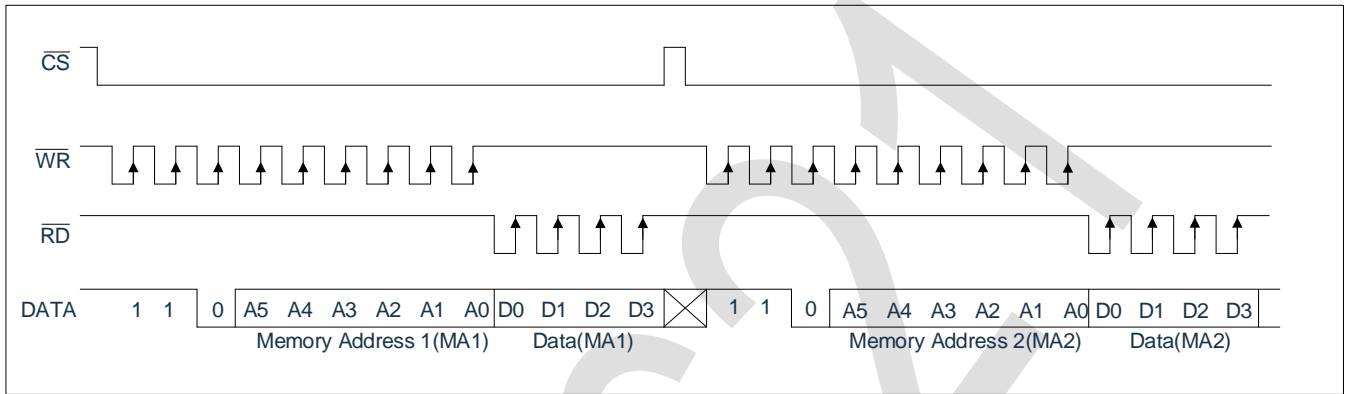 CS
WR
RD
DATA 1 1 0 A5 A4 A3 A2 A1 A0 D0 D1 D2 D3 1 1 0 A5 A4 A3 A2 A1 A0 D0 D1 D2 D3
Memory Address 1(MA1) Data(MA1) Memory Address 2(MA2) Data(MA2)